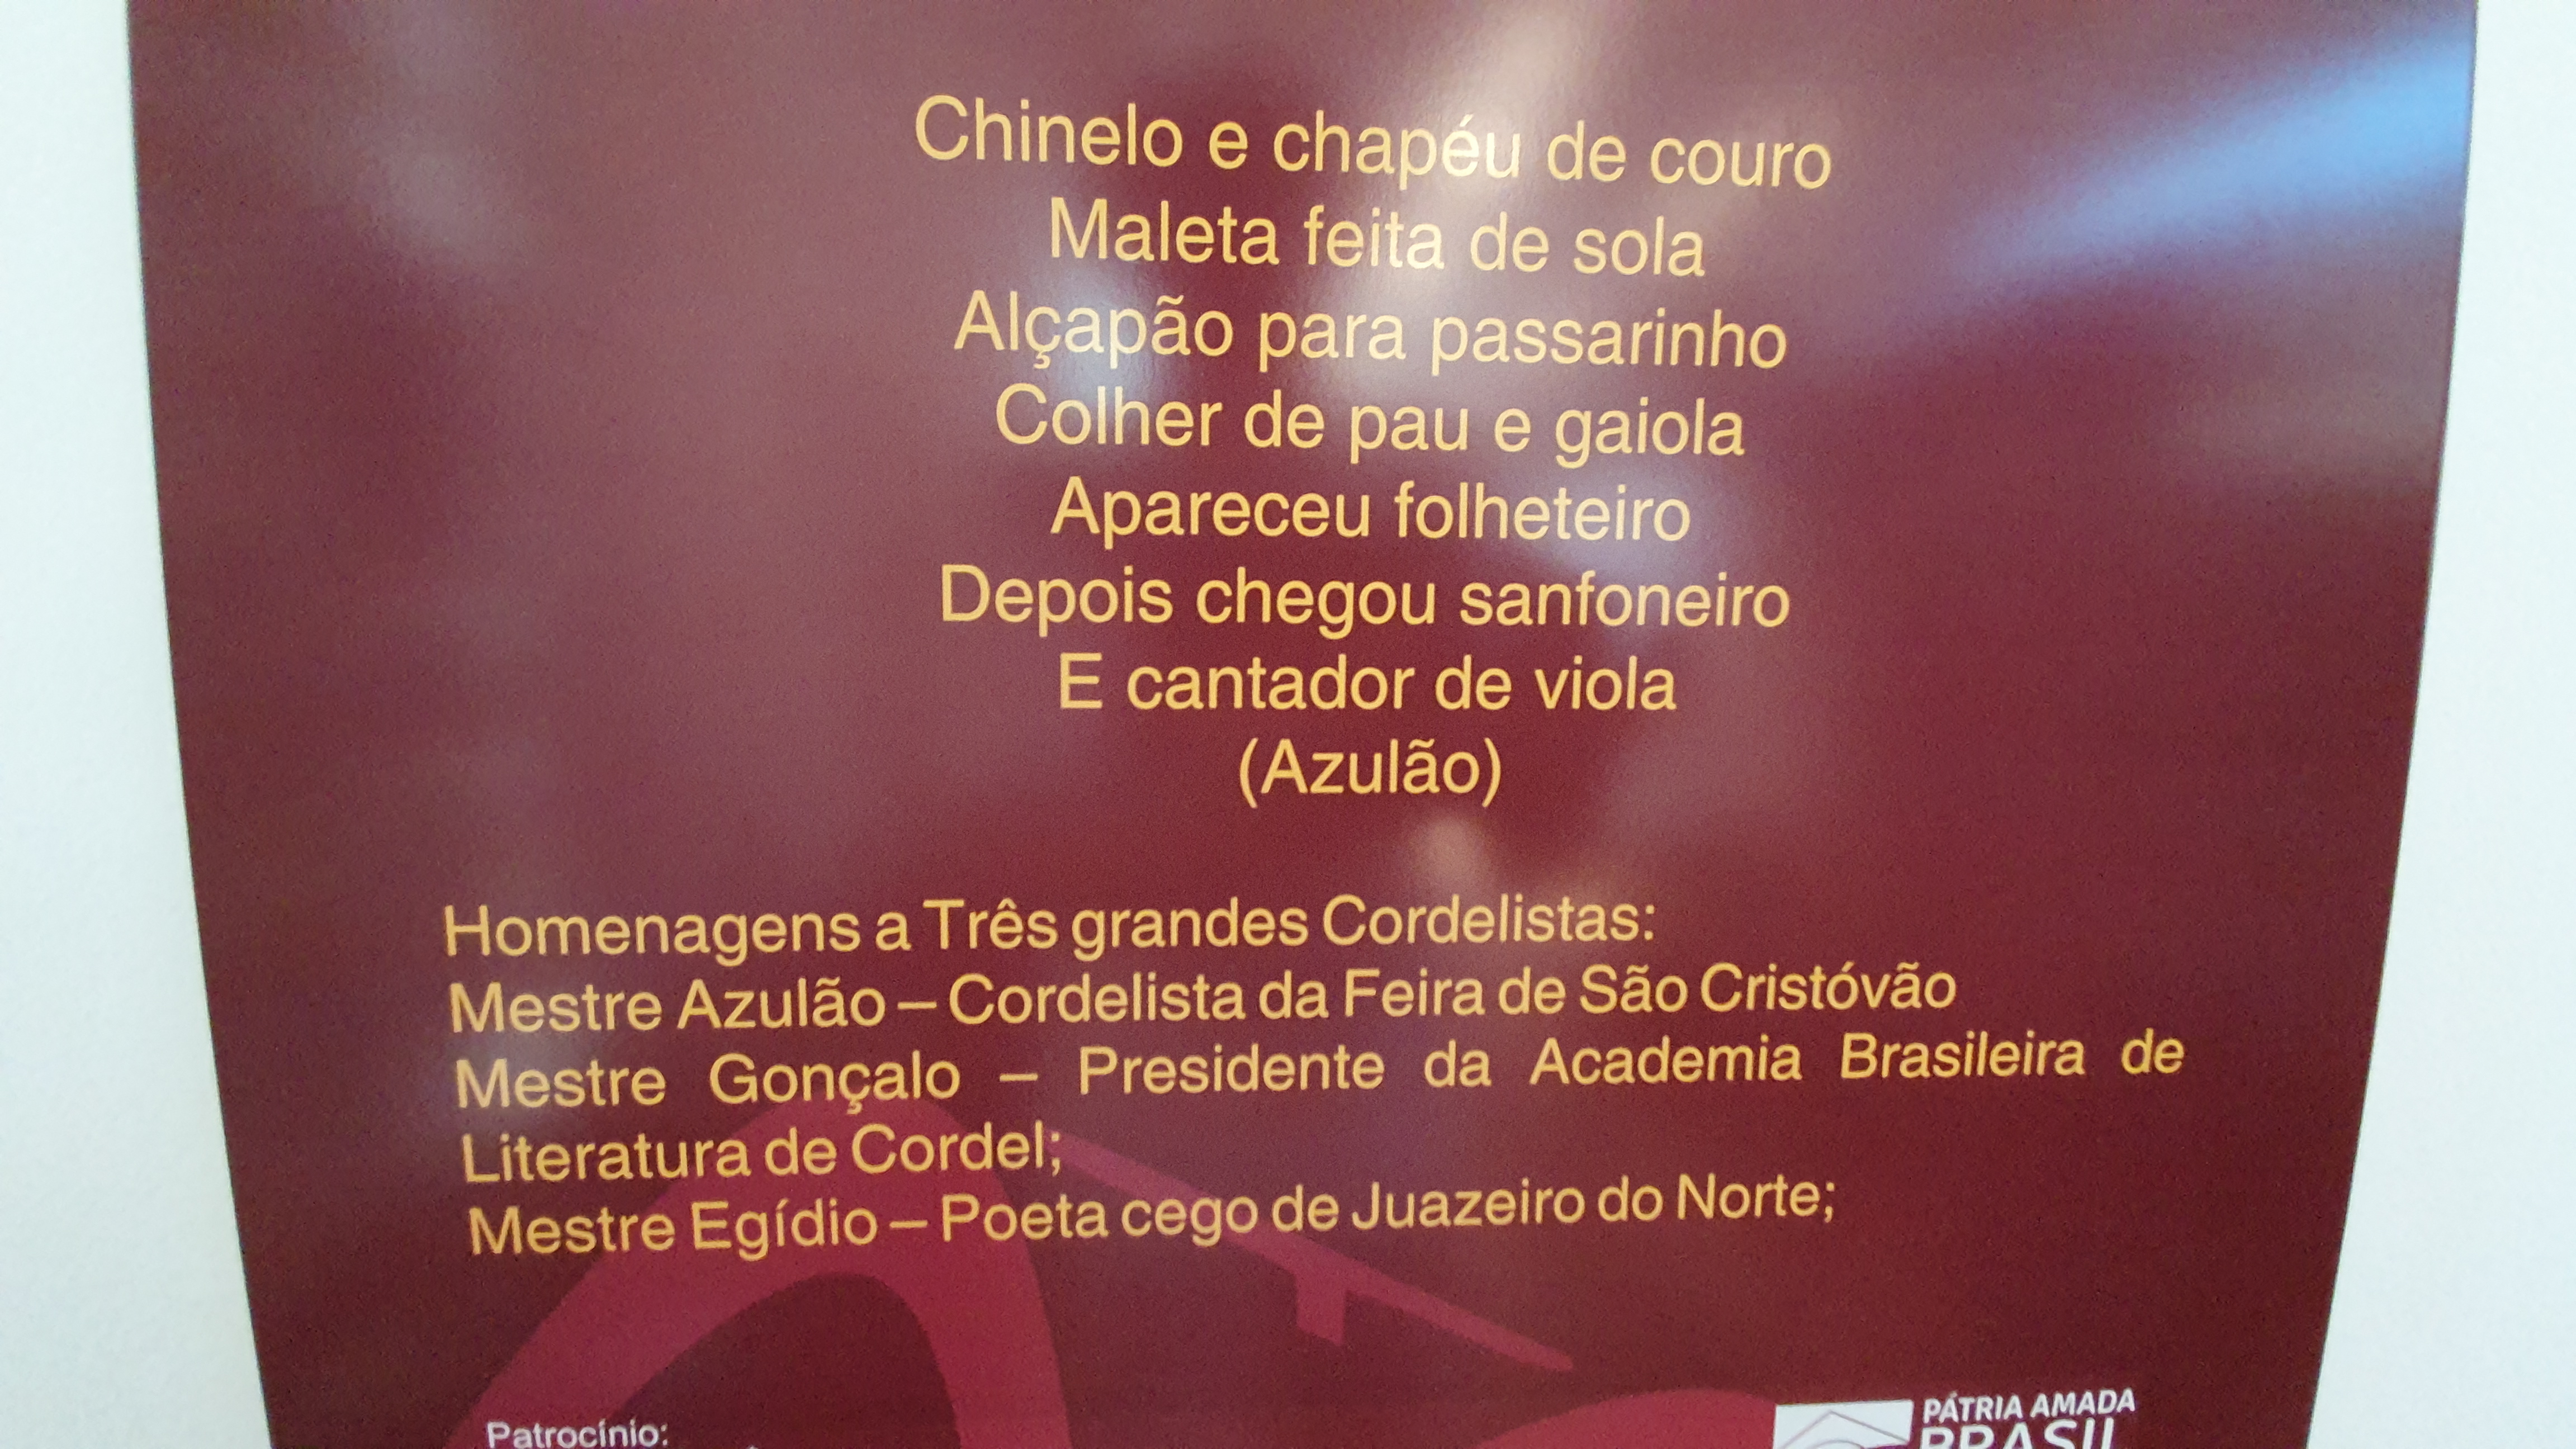 Chinelo e chapéu de couro
Maleta feita de sola
Alçapão para passarinho
Colher de pau e gaiola
Apareceu folheteiro
Depois chegou sanfoneiro
E cantador de viola
(Azulão)
Homenagens a Três grandes Cordelistas:
Mestre Azulão – Cordelista da Feira de São Cristóvão
Mestre Gonçalo – Presidente da Academia Brasileira de
Literatura de Cordel;
Mestre Egídio – Poeta cego de Juazeiro do Norte;
Patrocínio:
PÁTRIA AMADA
BRASIL